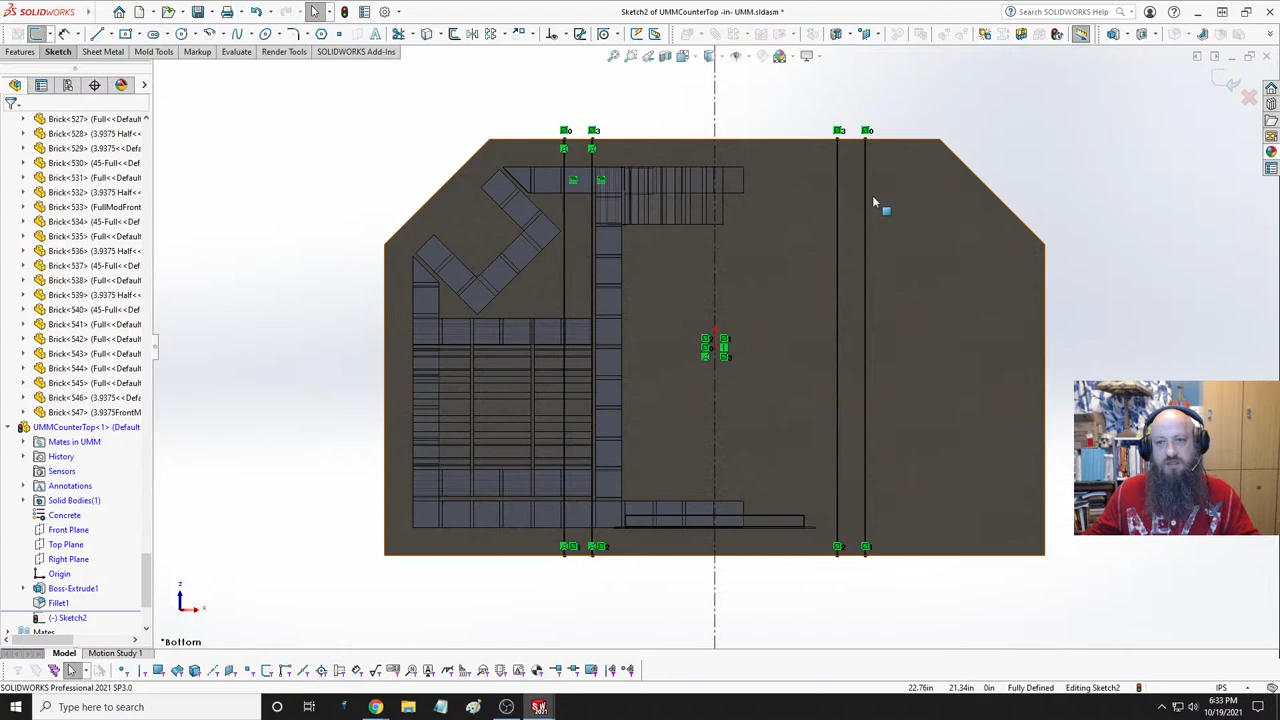 SOLIDWORKS
Sketch2 of UMMCounterTop -in- UMM.sldasm *
Search SOLIDWORKS Help
Features
Sketch
Sheet Metal
Mold Tools
Markup
Evaluate
Render Tools
SOLIDWORKS Add-Ins
Brick<527> (Full<<Default
Brick<528> (3.9375 Half<<
Brick<529> (3.9375<<Defa
Brick<530> (45-Full<<Def
Brick<531> (3.9375<<Defa
Brick<532> (3.9375 Half<<
Brick<533> (FullModFront
Brick<534> (3.9375 Half<<
Brick<535> (Full<<Default
Brick<536> (3.9375 Half<<
Brick<537> (45-Full<<Def
Brick<538> (Full<<Default
Brick<539> (3.9375 Half<<
Brick<540> (45-Full<<Def
Brick<541> (Full<<Default
Brick<542> (Full<<Default
Brick<543> (Full<<Default
Brick<544> (Full<<Default
Brick<545> (Full<<Default
Brick<546> (3.9375<<Defa
Brick<547> (3.9375FrontM
UMMCounterTop<1> (Default
Mates in UMM
History
Sensors
Annotations
Solid Bodies(1)
Concrete
Front Plane
Top Plane
Right Plane
Origin
Boss-Extrude1
Fillet1
(-) Sketch2
Mates
z
x
*Bottom
Model
Motion Study 1
SOLIDWORKS Professional 2021 SP3.0
22.76in
21.34in
0in
Fully Defined
Editing Sketch2
IPS
Type here to search
6:33 PM
10/19/2021